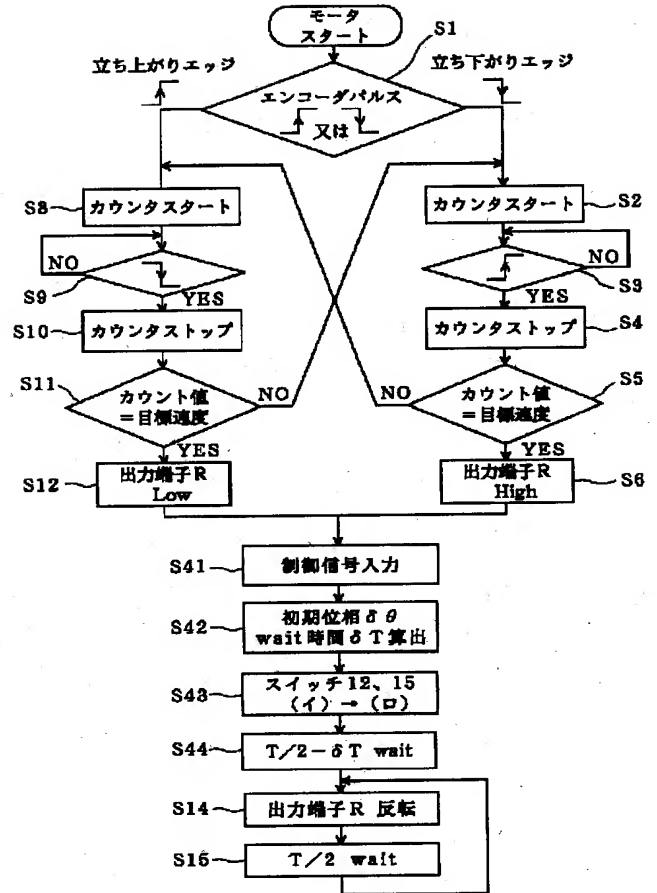 モータ
スタート
S1
立ち上がりエッジ
立ち下がりエッジ
エンコーダパルス
又は
S8
カウンタスタート
カウンタスタート
S2
NO
NO
S9
S3
YES
YES
S10
カウンタストップ
カウンタストップ
S4
S11
カウント値
=目標速度
NO
NO
カウント値
=目標速度
S5
YES
YES
S12
出力端子R
Low
出力端子R
High
S6
S41
制御信号入力
S42
初期位相δθ
wait時間δT算出
S43
スイッチ12、15
(イ)→(ロ)
S44
T/2-δT wait
S14
出力端子R 反転
S15
T/2 wait